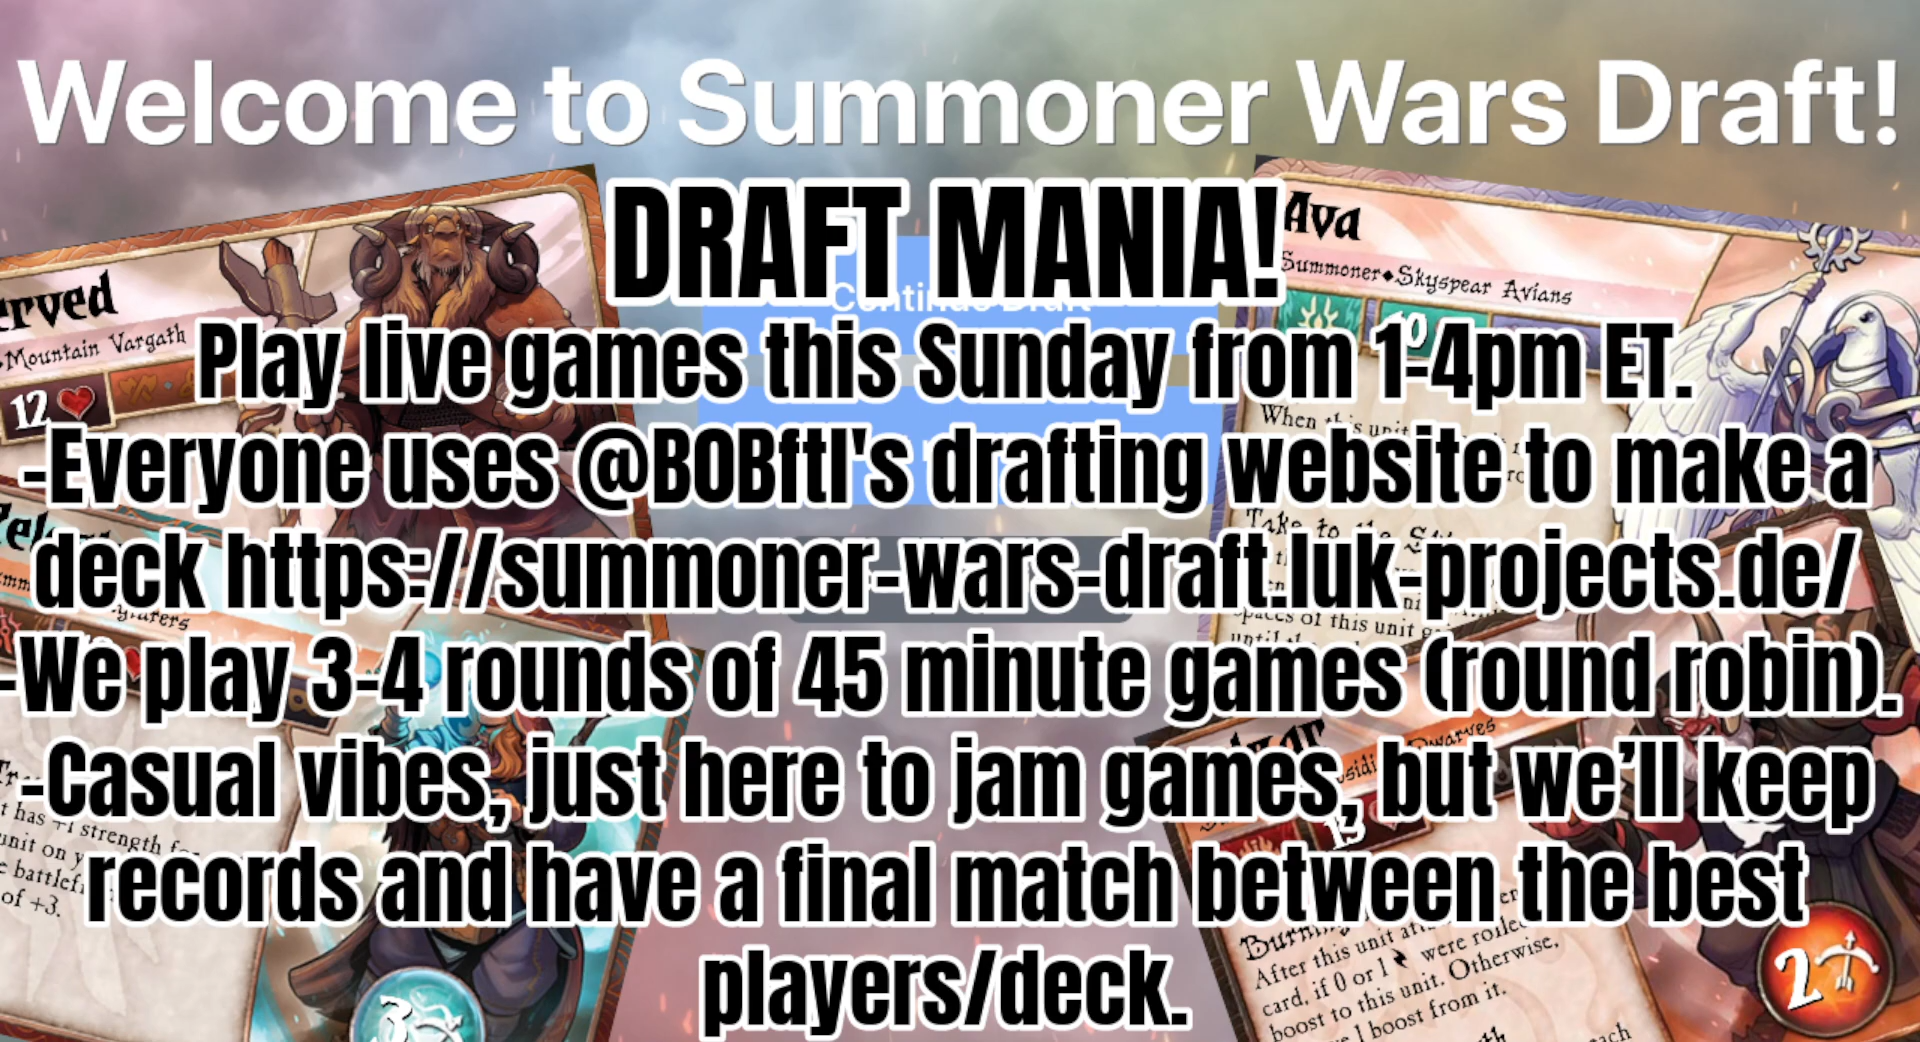 Welcome to Summoner Wars Draft!
DRAFT MANIA!
Play live games this Sunday from 1-4pm ET.
-Everyone uses @BOBftl's drafting website to make a
deck https://summoner-wars-draft.luk-projects.de/
-We play 3-4 rounds of 45 minute games (round robin).
-Casual vibes, just here to jam games, but we’ll keep
records and have a final match between the best
players/deck.
Mountain Vargath
12
Ava
Summoner◆Skyspear Avians
10
When this unit
Take to the
spaces of this unit
Dwarves
13
has +1 strength
unit on
of +3.
3
After this unit
were rolled
card, if 0 or 1
boost to this unit. Otherwise,
1 boost from it.
2